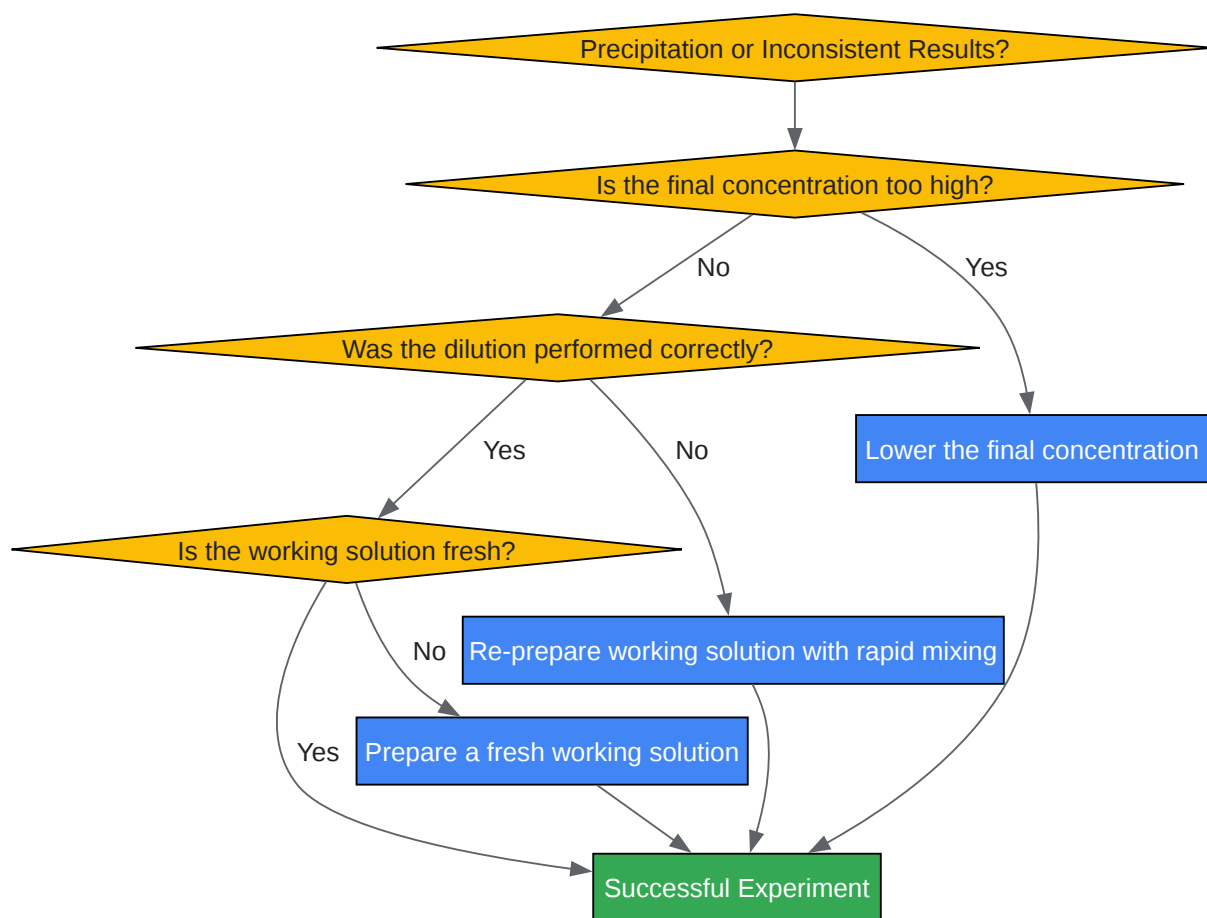 Precipitation or Inconsistent Results?
Is the final concentration too high?
No
Yes
Was the dilution performed correctly?
Lower the final concentration
Yes
No
Is the working solution fresh?
Re-prepare working solution with rapid mixing
No
Yes
Prepare a fresh working solution
Successful Experiment